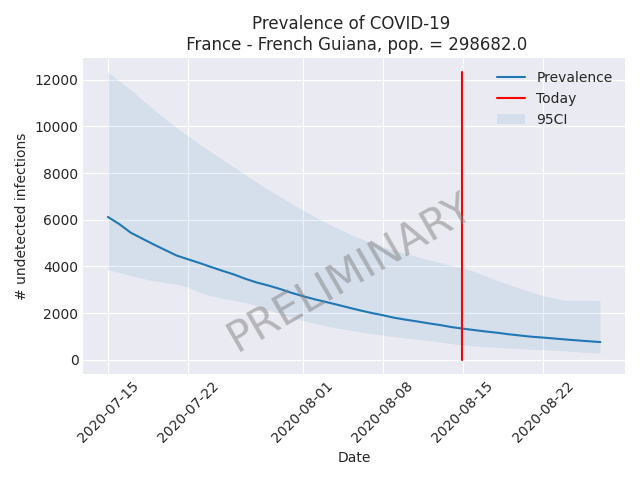 Prevalence of COVID-19
France - French Guiana, pop. = 298682.0
Prevalence
Today
95CI
12000
10000
8000
6000
4000
2000
0
# undetected infections
PRELIMINARY
2020-07-15
2020-07-22
2020-08-01
2020-08-08
2020-08-15
2020-08-22
Date